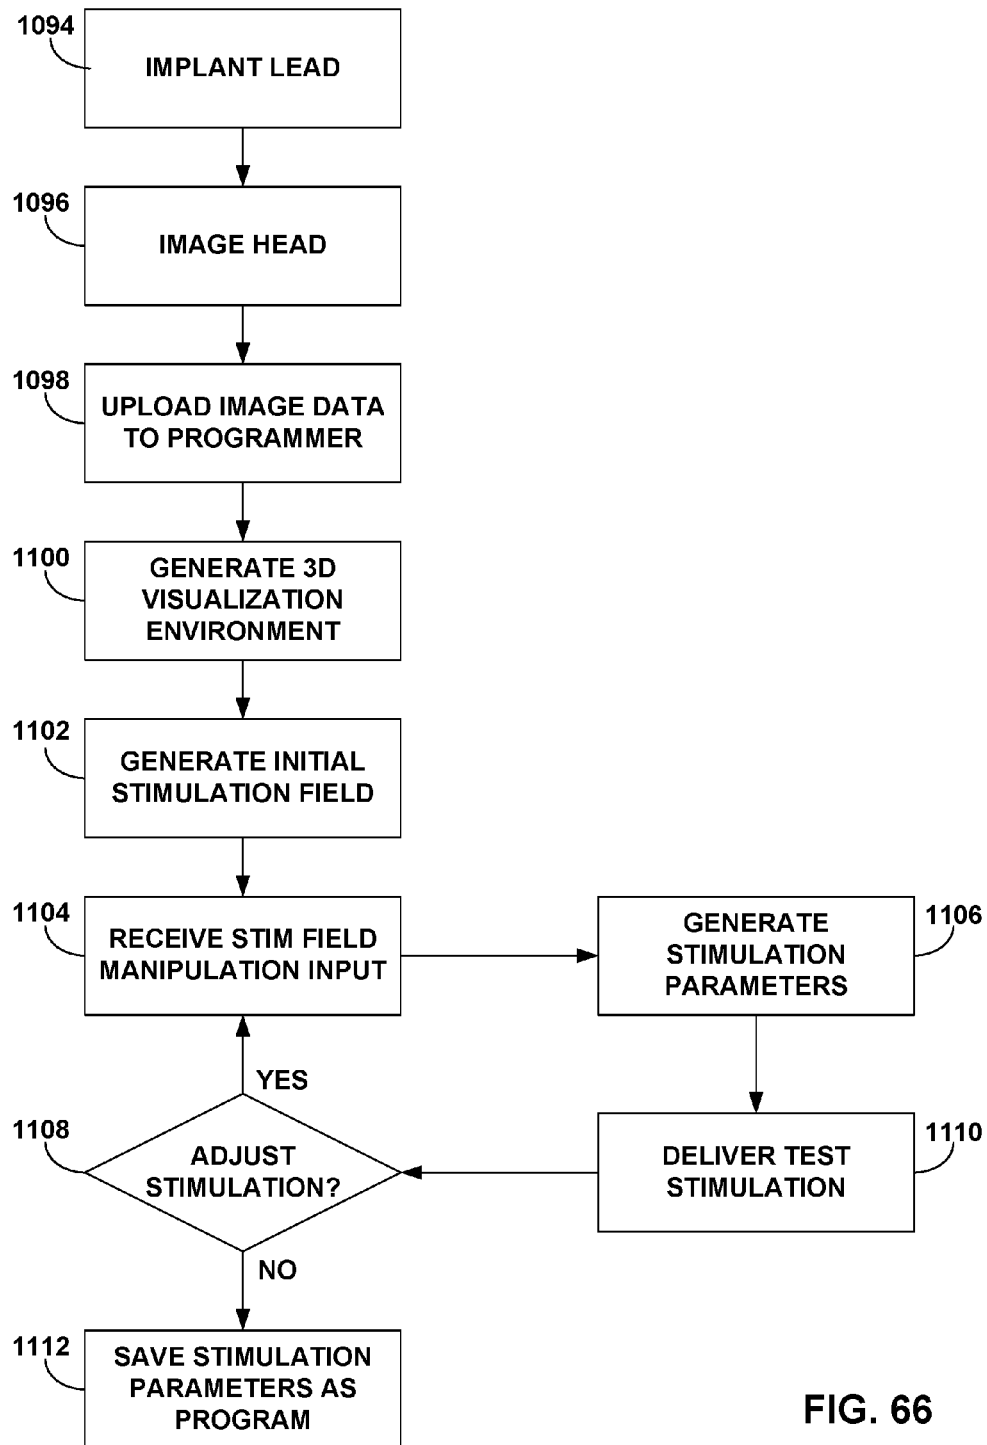 1094
IMPLANT LEAD
1096
IMAGE HEAD
1098
UPLOAD IMAGE DATA
TO PROGRAMMER
1100
GENERATE 3D
VISUALIZATION
ENVIRONMENT
1102
GENERATE INITIAL
STIMULATION FIELD
1104
RECEIVE STIM FIELD
MANIPULATION INPUT
1106
GENERATE
STIMULATION
PARAMETERS
YES
1108
ADJUST
STIMULATION?
1110
DELIVER TEST
STIMULATION
NO
1112
SAVE STIMULATION
PARAMETERS AS
PROGRAM
FIG. 66